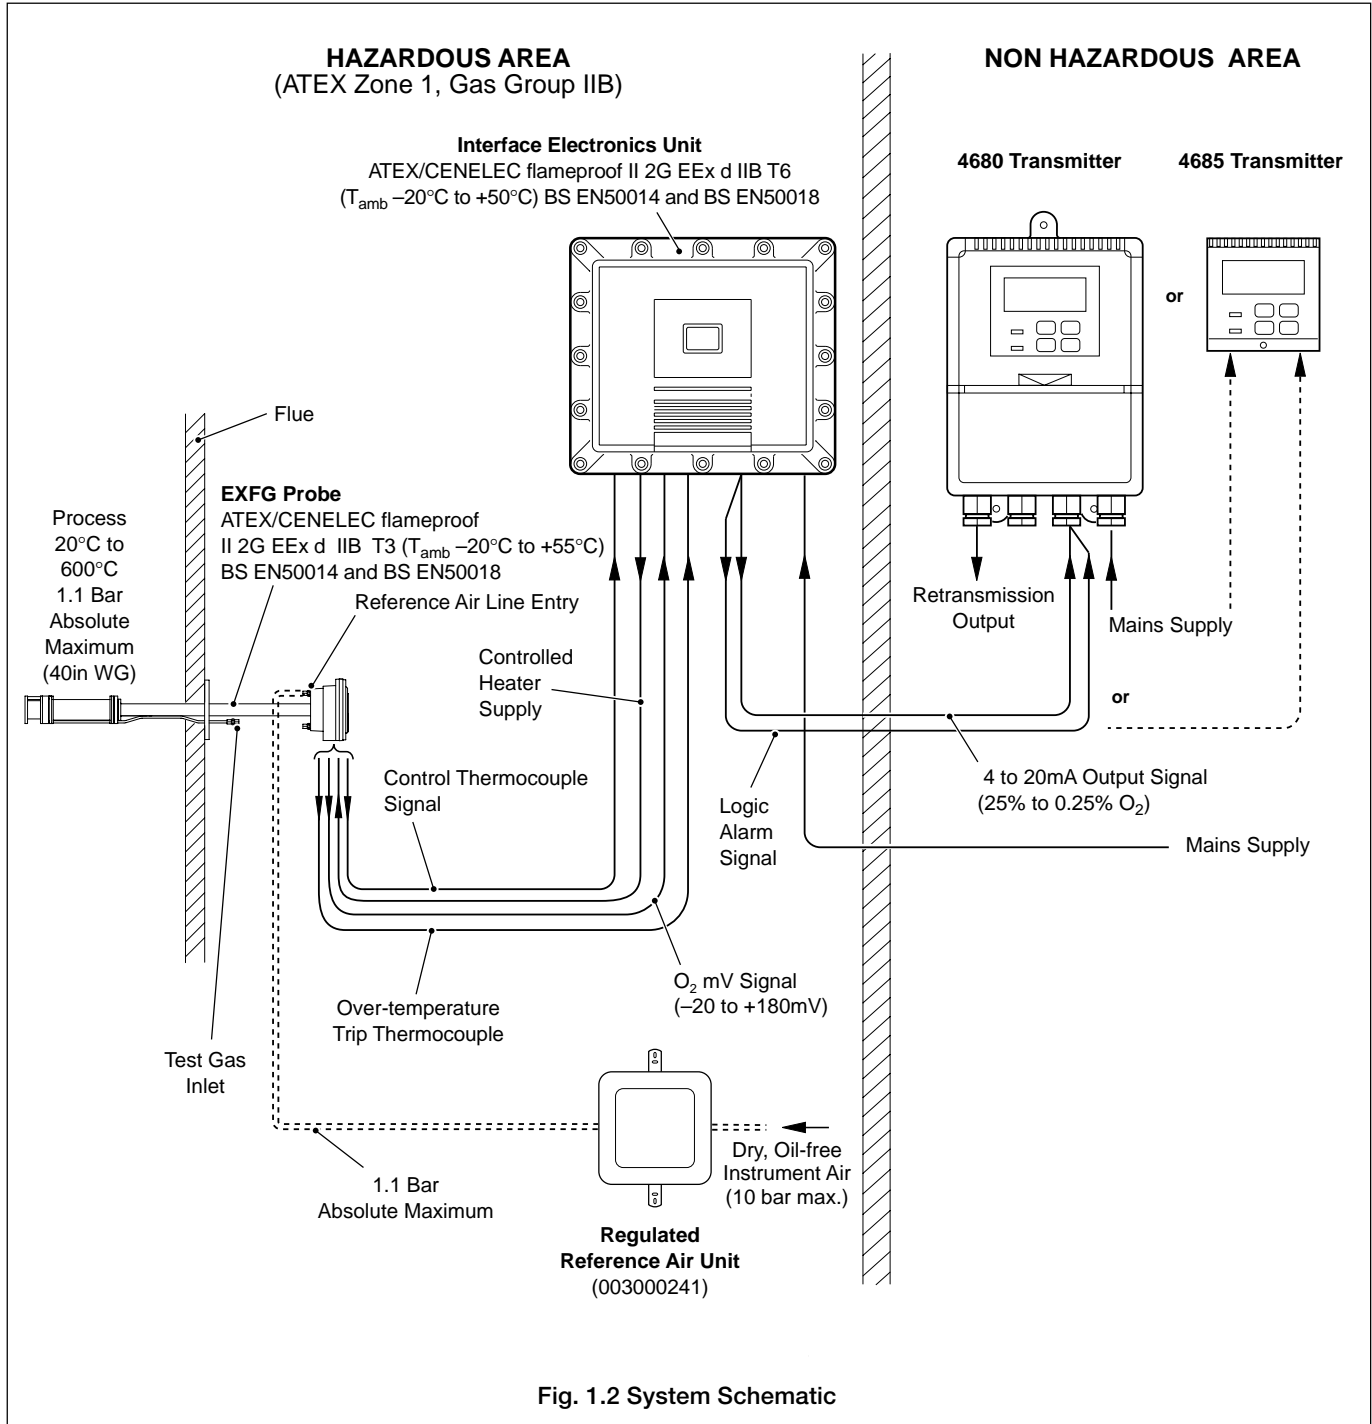 HAZARDOUS AREA
(ATEX Zone 1, Gas Group IIB)
NON HAZARDOUS AREA
Interface Electronics Unit
ATEX/CENELEC flameproof II 2G EEx d IIB T6
(Tamb –20°C to +50°C) BS EN50014 and BS EN50018
4680 Transmitter
4685 Transmitter
or
Flue
EXFG Probe
ATEX/CENELEC flameproof
II 2G EEx d IIB T3 (Tamb –20°C to +55°C)
BS EN50014 and BS EN50018
Process
20°C to
600°C
1.1 Bar
Absolute
Maximum
(40in WG)
Reference Air Line Entry
Retransmission
Output
Mains Supply
Controlled
Heater
Supply
or
Control Thermocouple
Signal
Logic
Alarm
Signal
4 to 20mA Output Signal
(25% to 0.25% O2)
Mains Supply
O2 mV Signal
(–20 to +180mV)
Over-temperature
Trip Thermocouple
Test Gas
Inlet
Dry, Oil-free
Instrument Air
(10 bar max.)
1.1 Bar
Absolute Maximum
Regulated
Reference Air Unit
(003000241)
Fig. 1.2 System Schematic